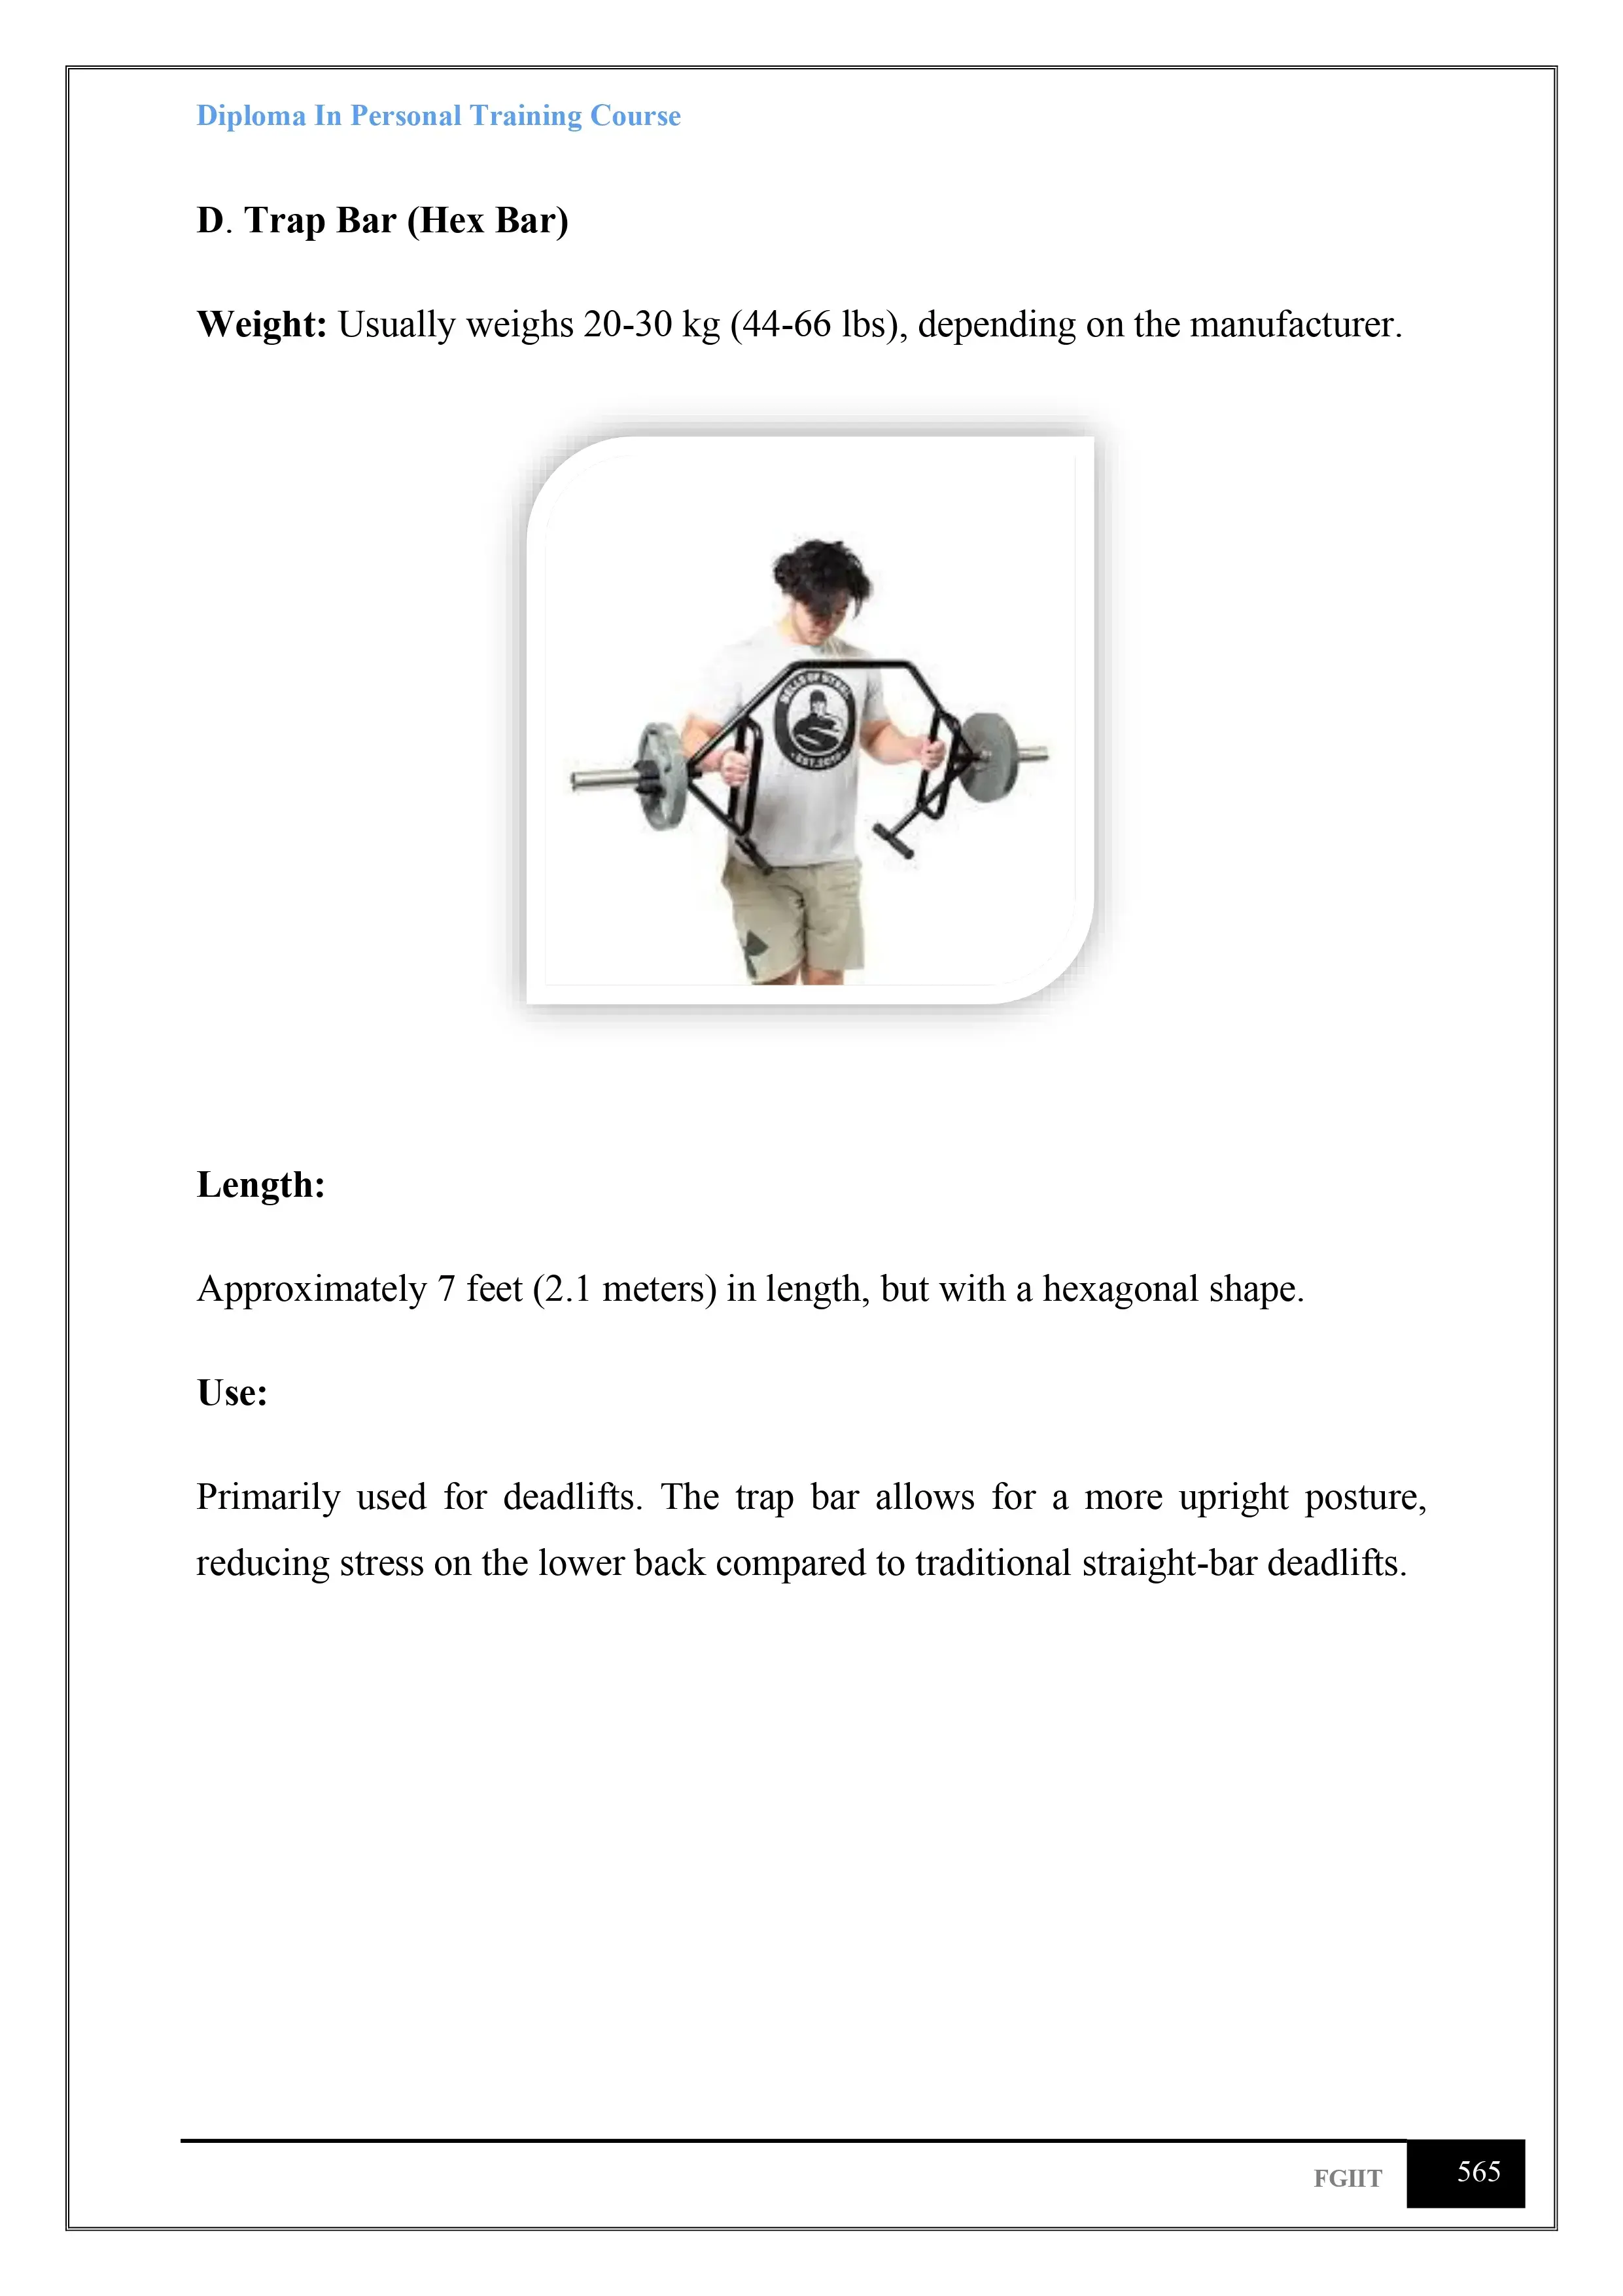 Diploma In Personal Training Course
D. Trap Bar (Hex Bar)
Weight: Usually weighs 20-30 kg (44-66 lbs), depending on the manufacturer.
Length:
Approximately 7 feet (2.1 meters) in length, but with a hexagonal shape.
Use:
Primarily used for deadlifts. The trap bar allows for a more upright posture,
reducing stress on the lower back compared to traditional straight-bar deadlifts.
FGIIT
565